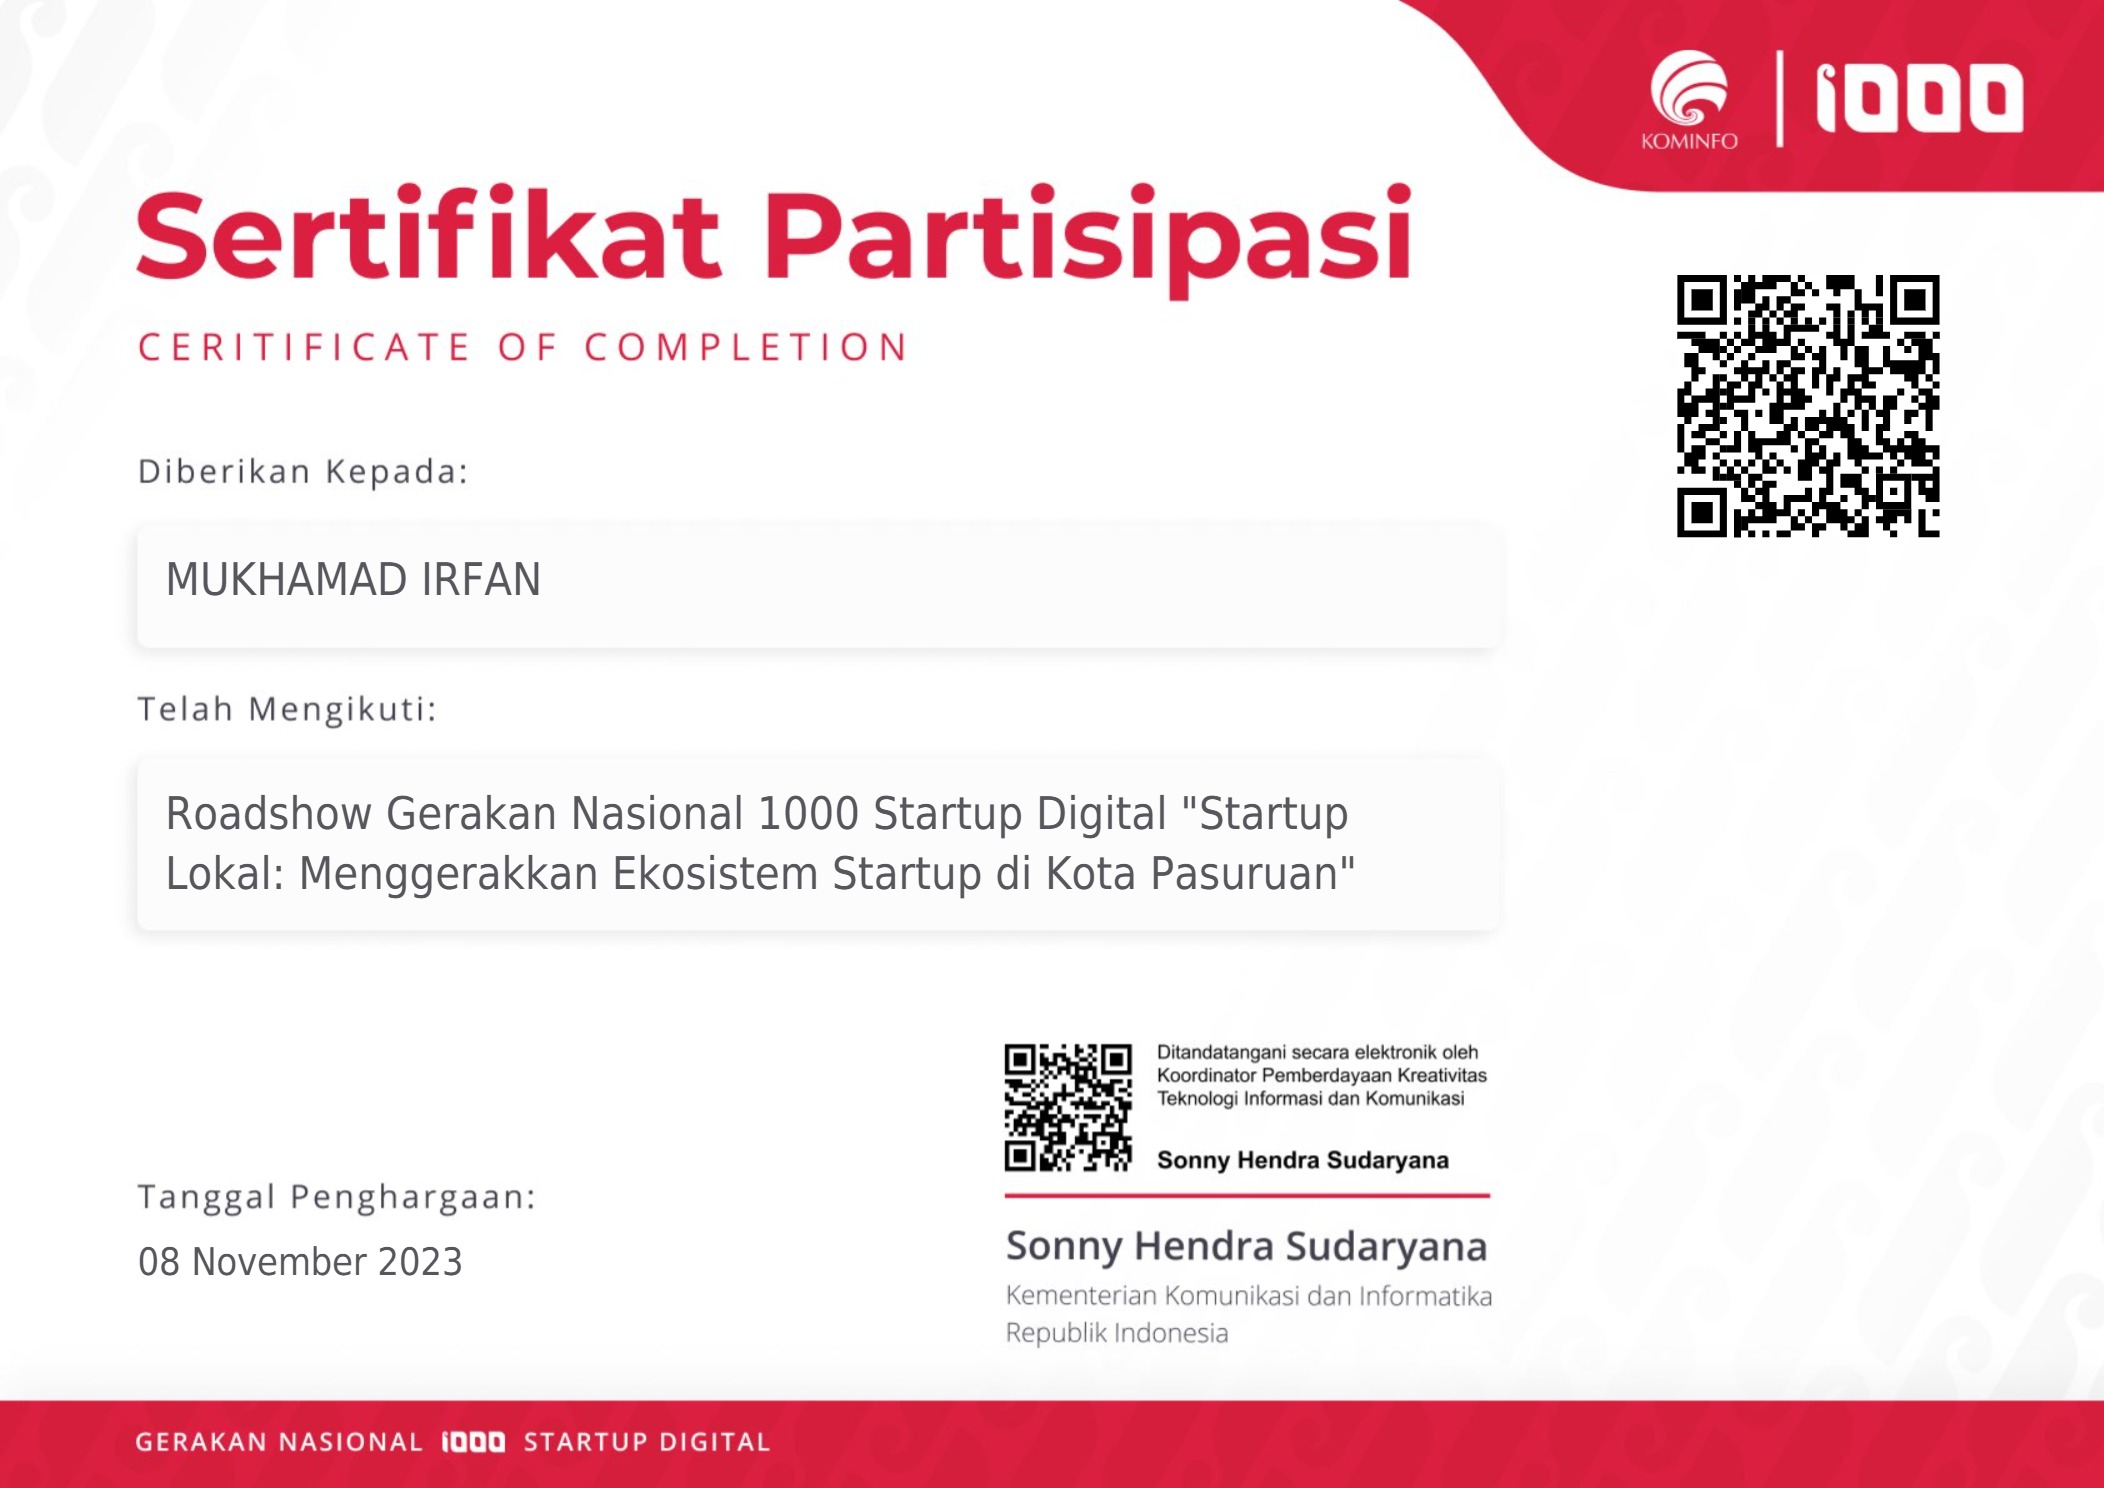 KOMINFO
1000
Sertifikat Partisipasi
CERITIFICATE OF COMPLETION
Diberikan Kepada:
MUKHAMAD IRFAN
Telah Mengikuti:
Roadshow Gerakan Nasional 1000 Startup Digital "Startup
Lokal: Menggerakkan Ekosistem Startup di Kota Pasuruan"
Ditandatangani secara elektronik oleh
Koordinator Pemberdayaan Kreativitas
Teknologi Informasi dan Komunikasi
Sonny Hendra Sudaryana
Tanggal Penghargaan:
08 November 2023
Sonny Hendra Sudaryana
Kementerian Komunikasi dan Informatika
Republik Indonesia
GERAKAN NASIONAL 1000 STARTUP DIGITAL